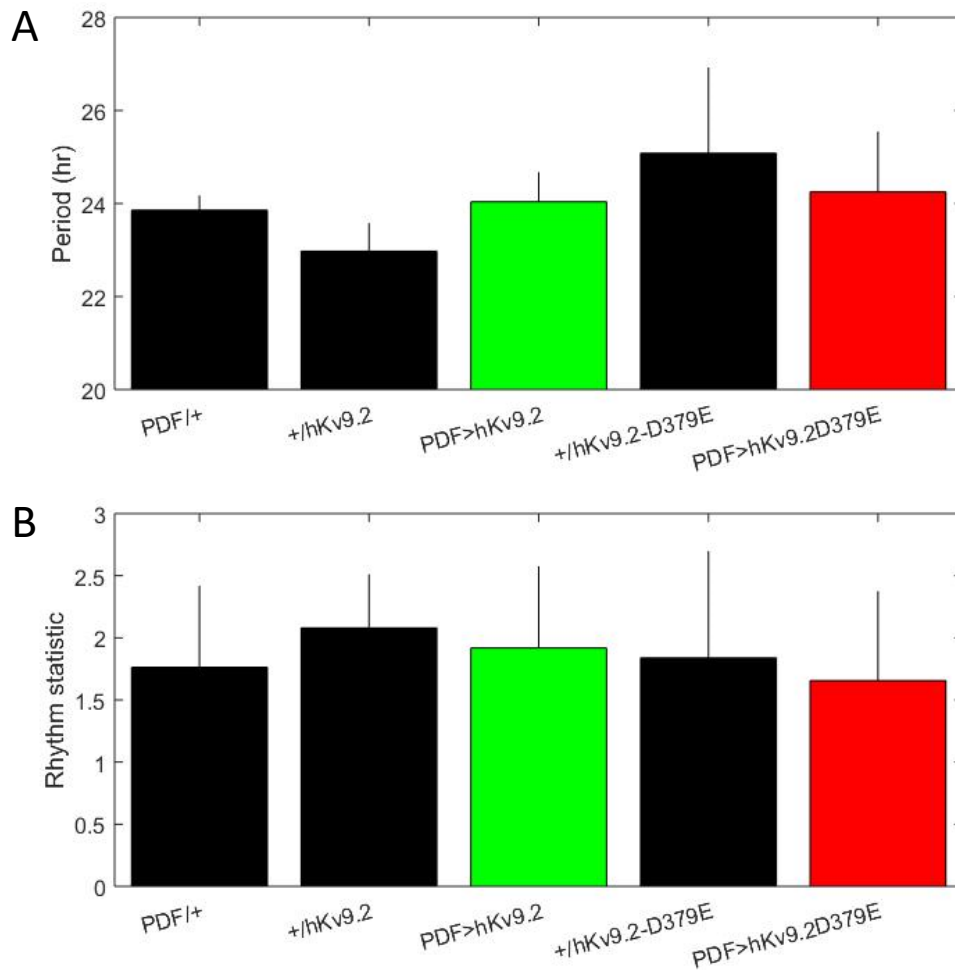 A
28
26
24
22
20
Period (hr)
PDF/+
+/hKv9.2
PDF>hKv9.2
+/hKv9.2-D379E
PDF>hKv9.2D379E
B
3
2.5
2
1.5
1
0.5
0
Rhythm statistic
PDF/+
+/hKv9.2
PDF>hKv9.2
+/hKv9.2-D379E
PDF>hKv9.2D379E